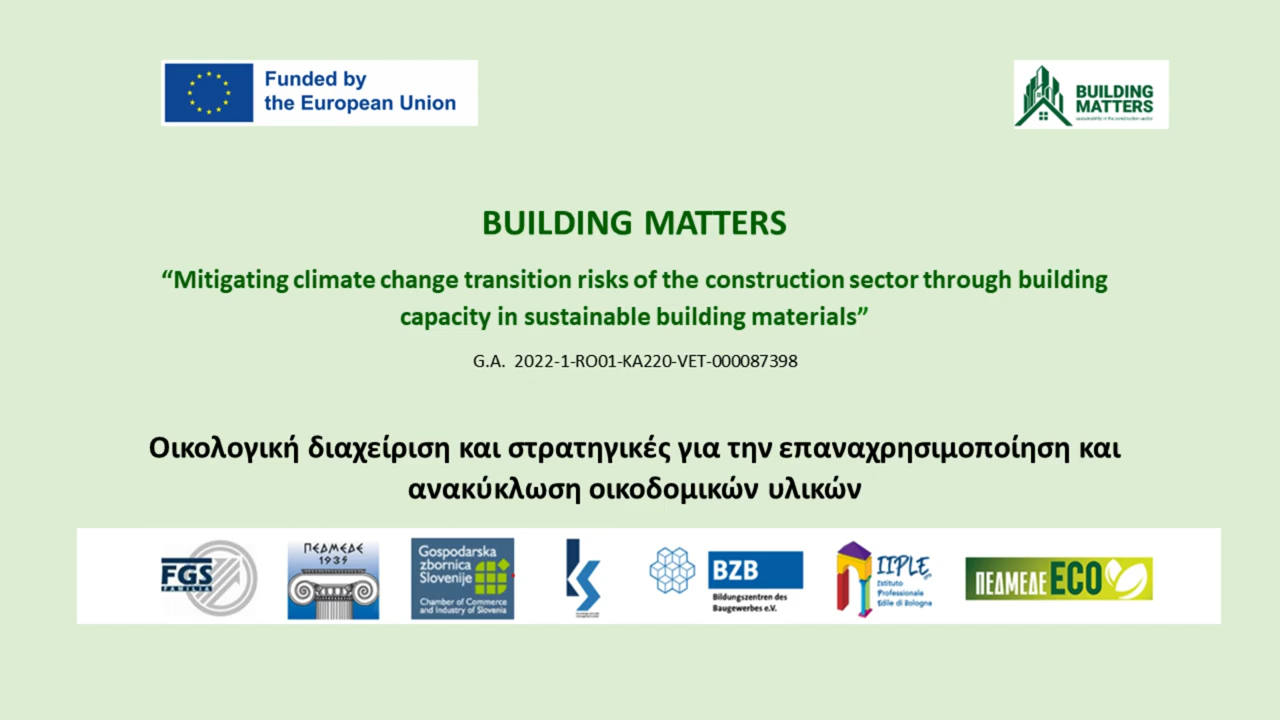 Funded by
the European Union
BUILDING
MATTERS
BUILDING MATTERS
“Mitigating climate change transition risks of the construction sector through building
capacity in sustainable building materials”
G.A. 2022-1-RO01-KA220-VET-000087398
Οικολογική διαχείριση και στρατηγικές για την επαναχρησιμοποίηση και
ανακύκλωση οικοδομικών υλικών
FGS
FAMILIA
ΠΕΔΜΕΔΕ
1935
Gospodarska
zbornica
Slovenije
Chamber of Commerce
and Industry of Slovenia
BZB
Bildungszentren des
Baugewerbes e.V.
IIPLE
Istituto
Professionale
Edile di Bologna
ΠΕΔΜΕΔΕ ECO